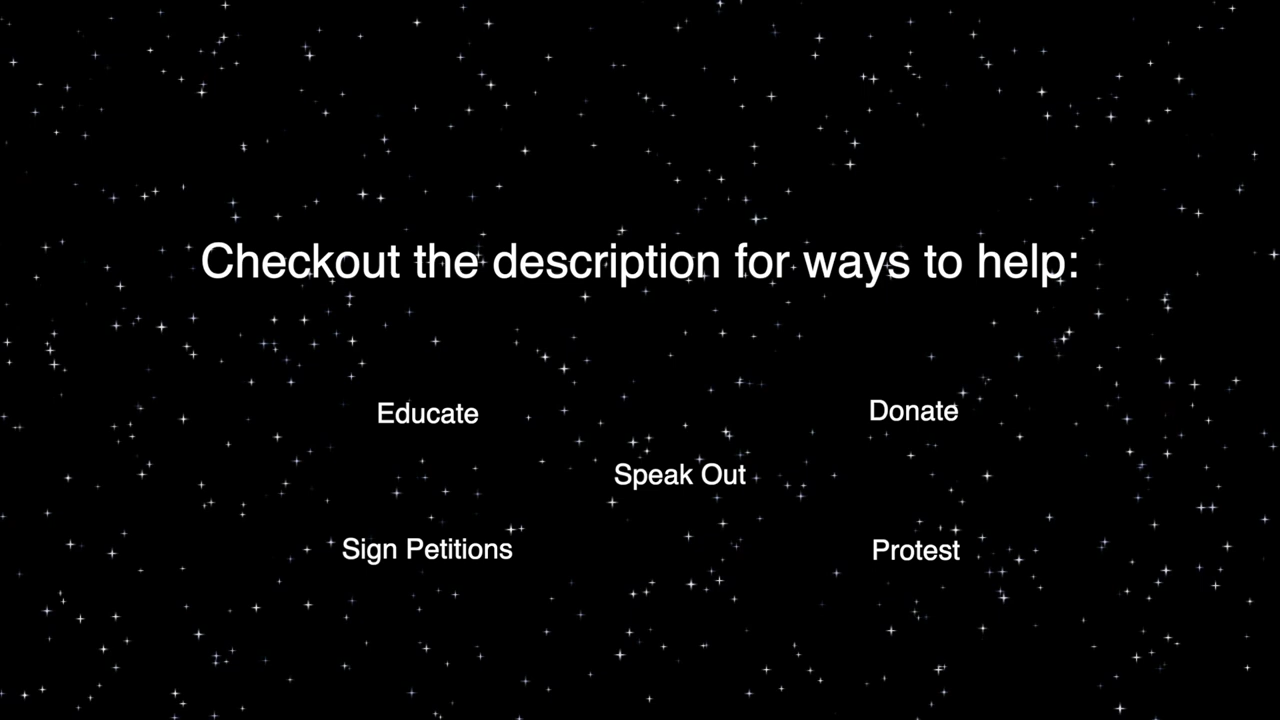 Checkout the description for ways to help:
Educate
Donate
Speak Out
Sign Petitions
Protest